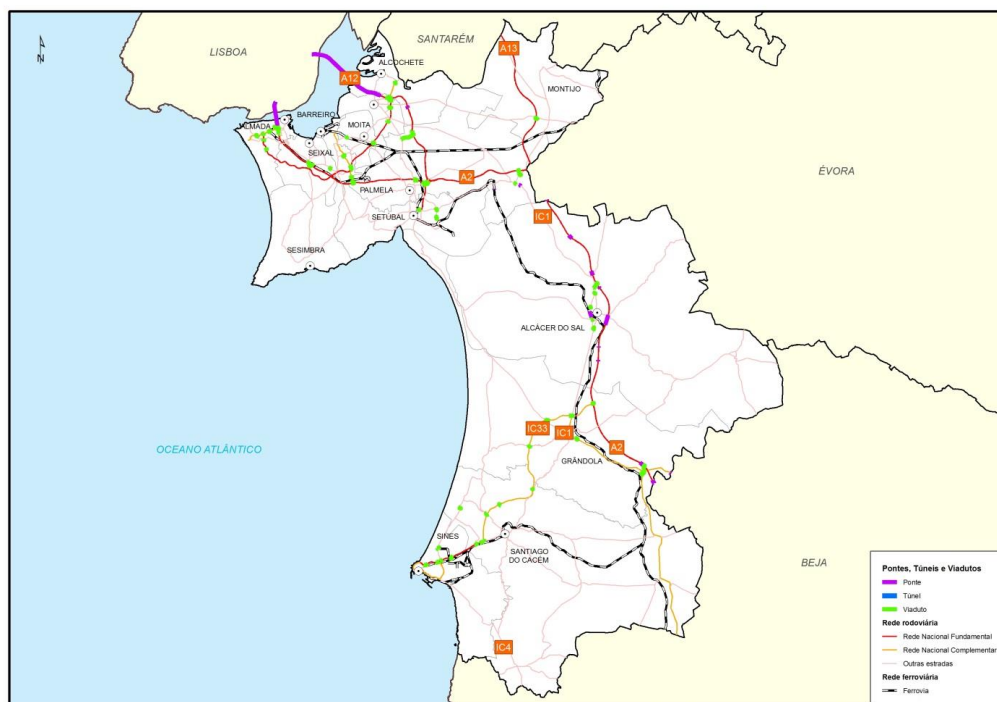 N
LISBOA
SANTARÉM
A13
ALCOCHETE
A12
MONTIJO
BARREIRO
ALMADA
MOITA
SEIXAL
ÉVORA
A2
PALMELA
IC1
SETÚBAL
SESIMBRA
ALCÁCER DO SAL
IC33
IC1
A2
OCEANO ATLÂNTICO
GRÂNDOLA
SINES
SANTIAGO
DO CACÉM
BEJA
IC4
Pontes, Túneis e Viadutos
Ponte
Túnel
Viaduto
Rede rodoviária
Rede Nacional Fundamental
Rede Nacional Complementar
Outras estradas
Rede ferroviária
Ferrovia